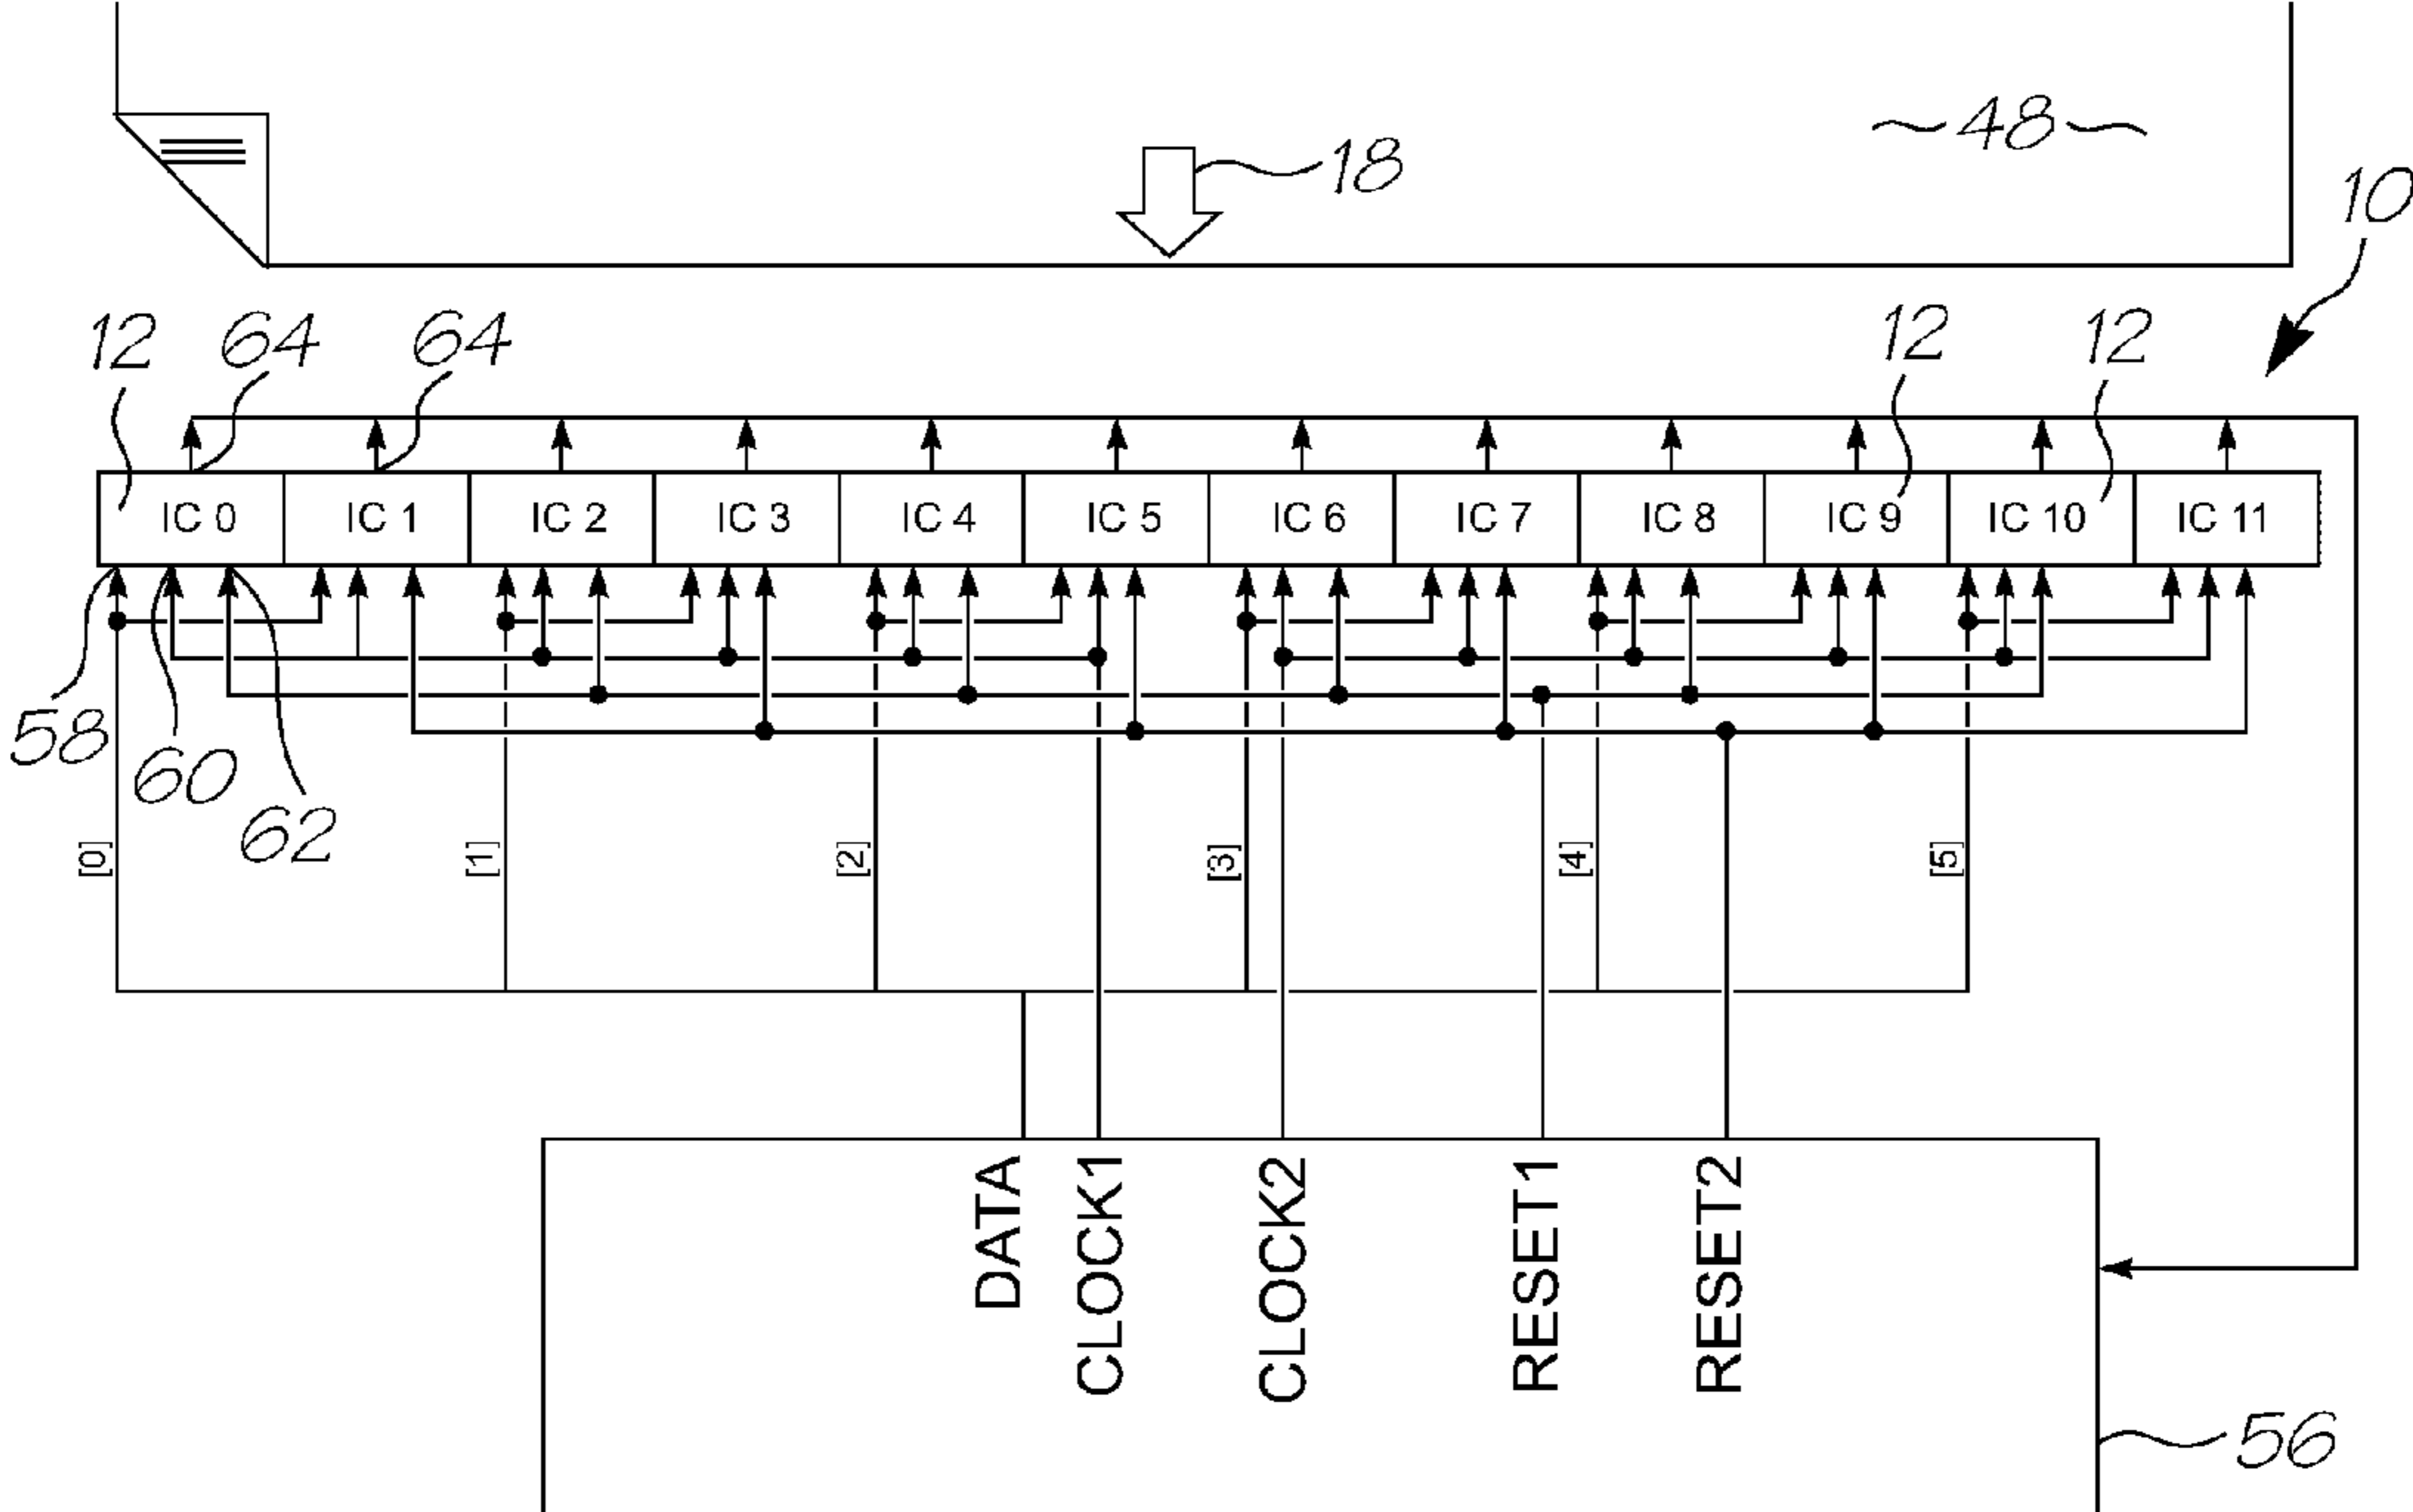 ~48~
18
10
12 64 64 12 12
IC 0 IC 1 IC 2 IC 3 IC 4 IC 5 IC 6 IC 7 IC 8 IC 9 IC 10 IC 11
58
60
62
[0] [1] [2] [3] [4] [5]
DATA
CLOCK1
CLOCK2
RESET1
RESET2
56